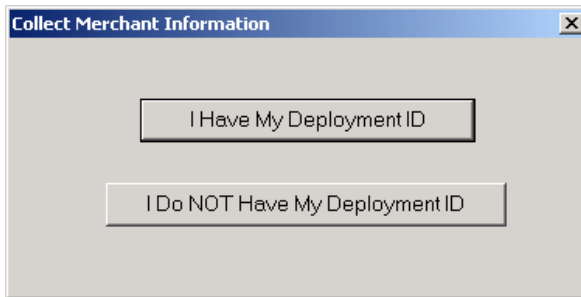 Collect Merchant Information
I Have My Deployment ID
I Do NOT Have My Deployment ID